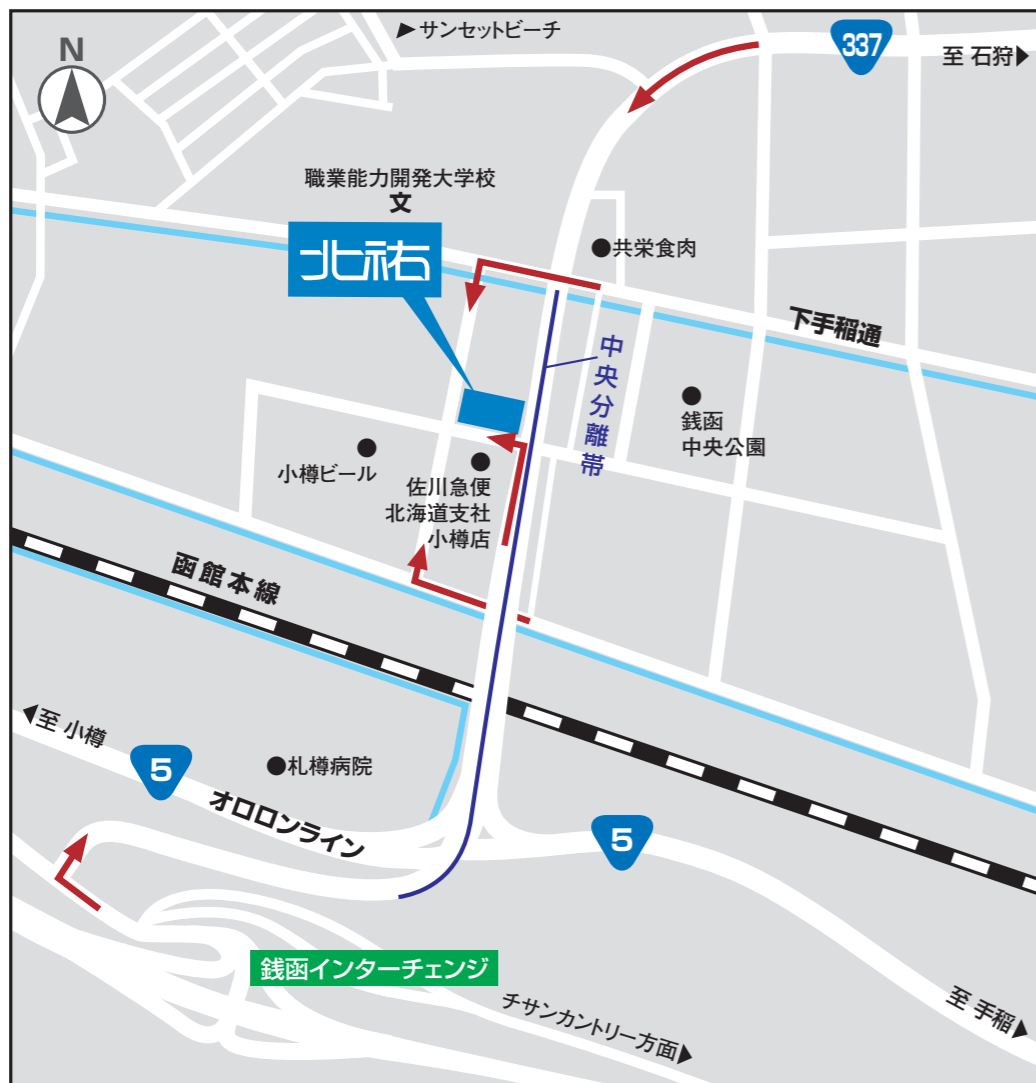 ▶サンセットビーチ
337
至 石狩▶
N
職業能力開発大学校
文
北祐
●共栄食肉
下手稲通
中央分離帯
銭函
中央公園
小樽ビール
佐川急便
北海道支社
小樽店
函館本線
◀至 小樽
5
●札樽病院
オロロンライン
5
銭函インターチェンジ
チサンカントリー方面▶
至 手稲▶